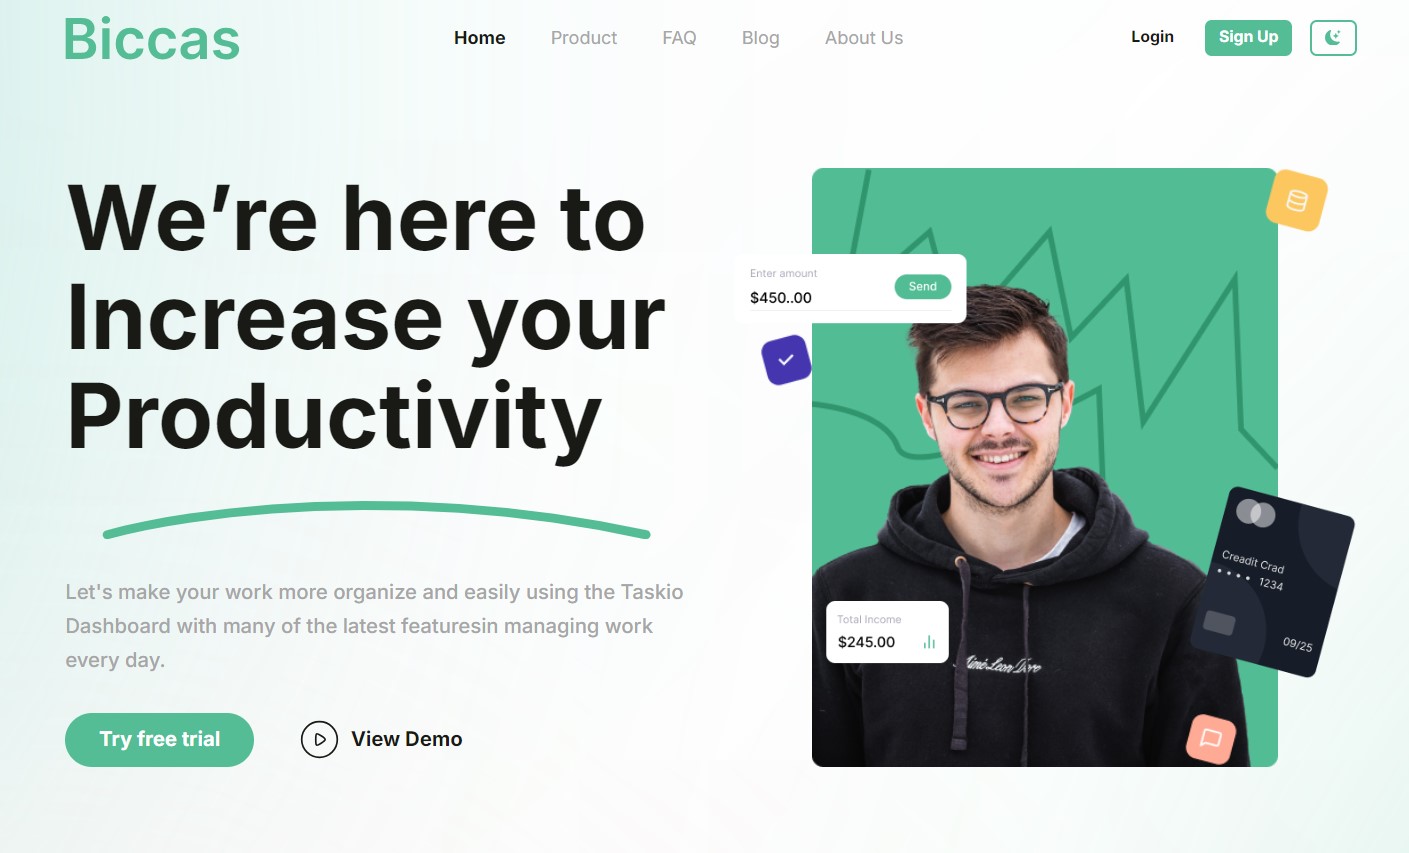 Biccas
Home Product FAQ Blog About Us
Login Sign Up
We’re here to
Increase your
Productivity
Let's make your work more organize and easily using the Taskio
Dashboard with many of the latest featuresin managing work
every day.
Try free trial View Demo
Enter amount
$450..00
Send
Creadit Crad
1234
09/25
Total Income
$245.00
Aimé Leon Dore